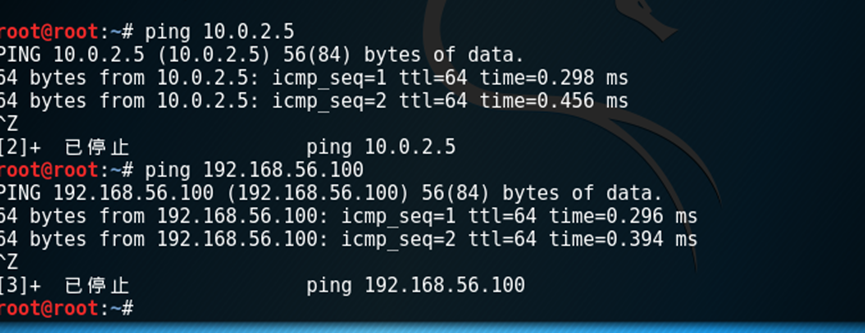 root@root:~# ping 10.0.2.5
PING 10.0.2.5 (10.0.2.5) 56(84) bytes of data.
64 bytes from 10.0.2.5: icmp_seq=1 ttl=64 time=0.298 ms
64 bytes from 10.0.2.5: icmp_seq=2 ttl=64 time=0.456 ms
^Z
[2]+  已停止               ping 10.0.2.5
root@root:~# ping 192.168.56.100
PING 192.168.56.100 (192.168.56.100) 56(84) bytes of data.
64 bytes from 192.168.56.100: icmp_seq=1 ttl=64 time=0.296 ms
64 bytes from 192.168.56.100: icmp_seq=2 ttl=64 time=0.394 ms
^Z
[3]+  已停止               ping 192.168.56.100
root@root:~#